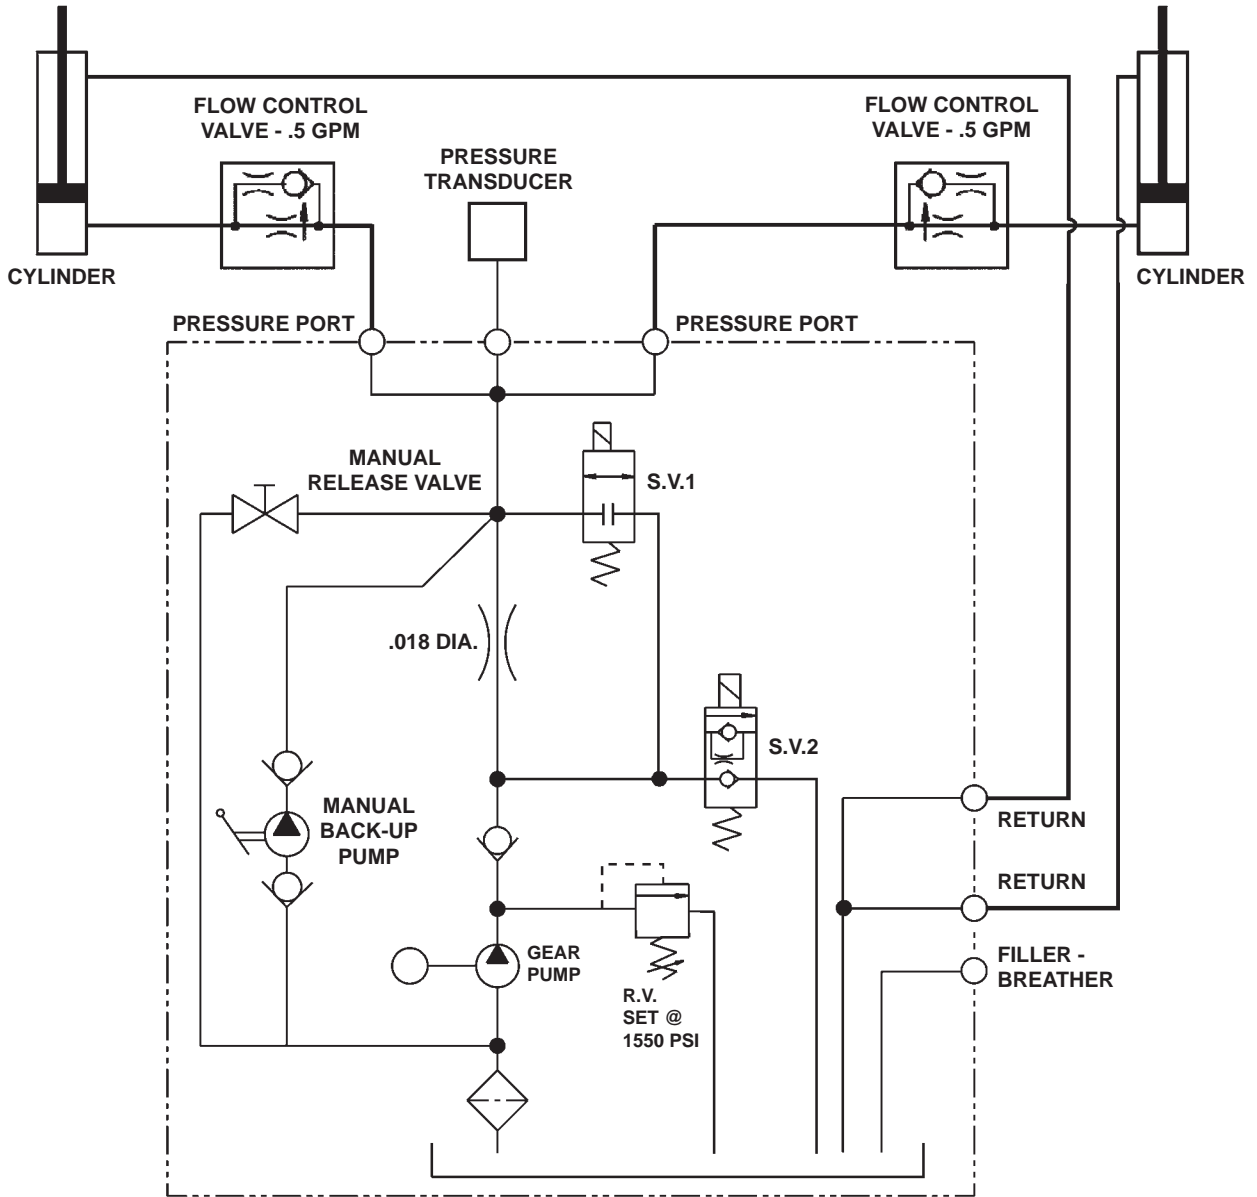 FLOW CONTROL
VALVE - .5 GPM
FLOW CONTROL
VALVE - .5 GPM
PRESSURE
TRANSDUCER
CYLINDER
CYLINDER
PRESSURE PORT
PRESSURE PORT
MANUAL
RELEASE VALVE
S.V.1
.018 DIA.
S.V.2
MANUAL
BACK-UP
PUMP
RETURN
RETURN
GEAR
PUMP
FILLER -
BREATHER
R.V.
SET @
1550 PSI